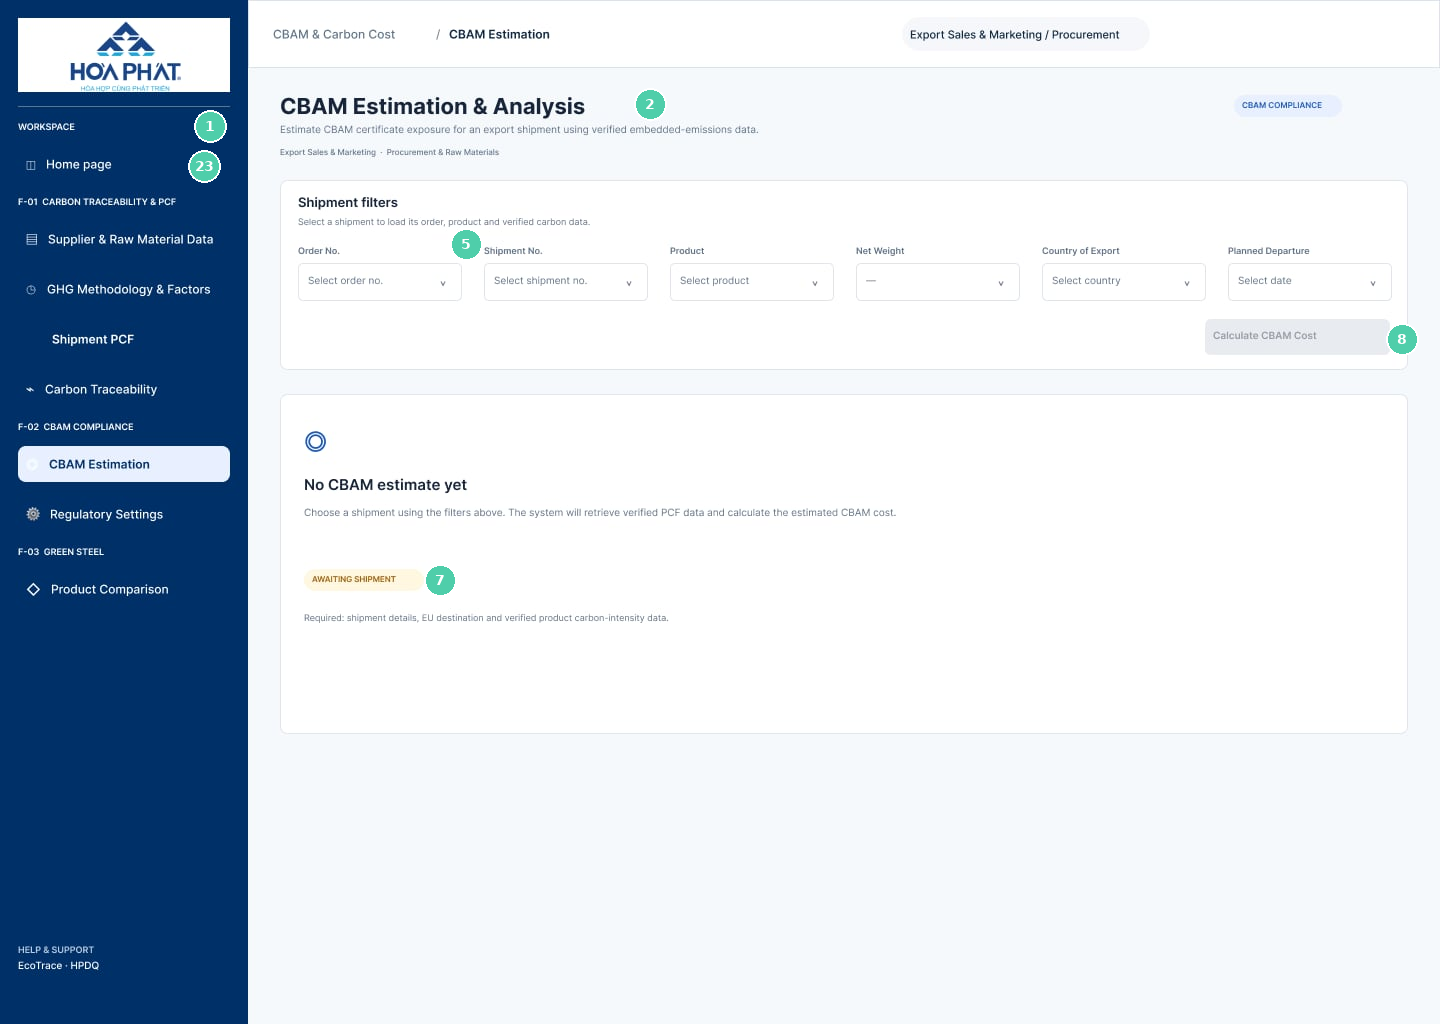 HÒA PHÁT
HÒA HỢP CÙNG PHÁT TRIỂN
WORKSPACE
1
Home page
23
F-01 CARBON TRACEABILITY & PCF
Supplier & Raw Material Data
GHG Methodology & Factors
Shipment PCF
Carbon Traceability
F-02 CBAM COMPLIANCE
CBAM Estimation
Regulatory Settings
F-03 GREEN STEEL
Product Comparison
HELP & SUPPORT
EcoTrace · HPDQ
CBAM & Carbon Cost / CBAM Estimation
Export Sales & Marketing / Procurement
CBAM Estimation & Analysis
2
CBAM COMPLIANCE
Estimate CBAM certificate exposure for an export shipment using verified embedded-emissions data.
Export Sales & Marketing · Procurement & Raw Materials
Shipment filters
Select a shipment to load its order, product and verified carbon data.
Order No. 5 Shipment No. Product Net Weight Country of Export Planned Departure
Select order no. Select shipment no. Select product — Select country Select date
Calculate CBAM Cost
8
No CBAM estimate yet
Choose a shipment using the filters above. The system will retrieve verified PCF data and calculate the estimated CBAM cost.
AWAITING SHIPMENT
7
Required: shipment details, EU destination and verified product carbon-intensity data.